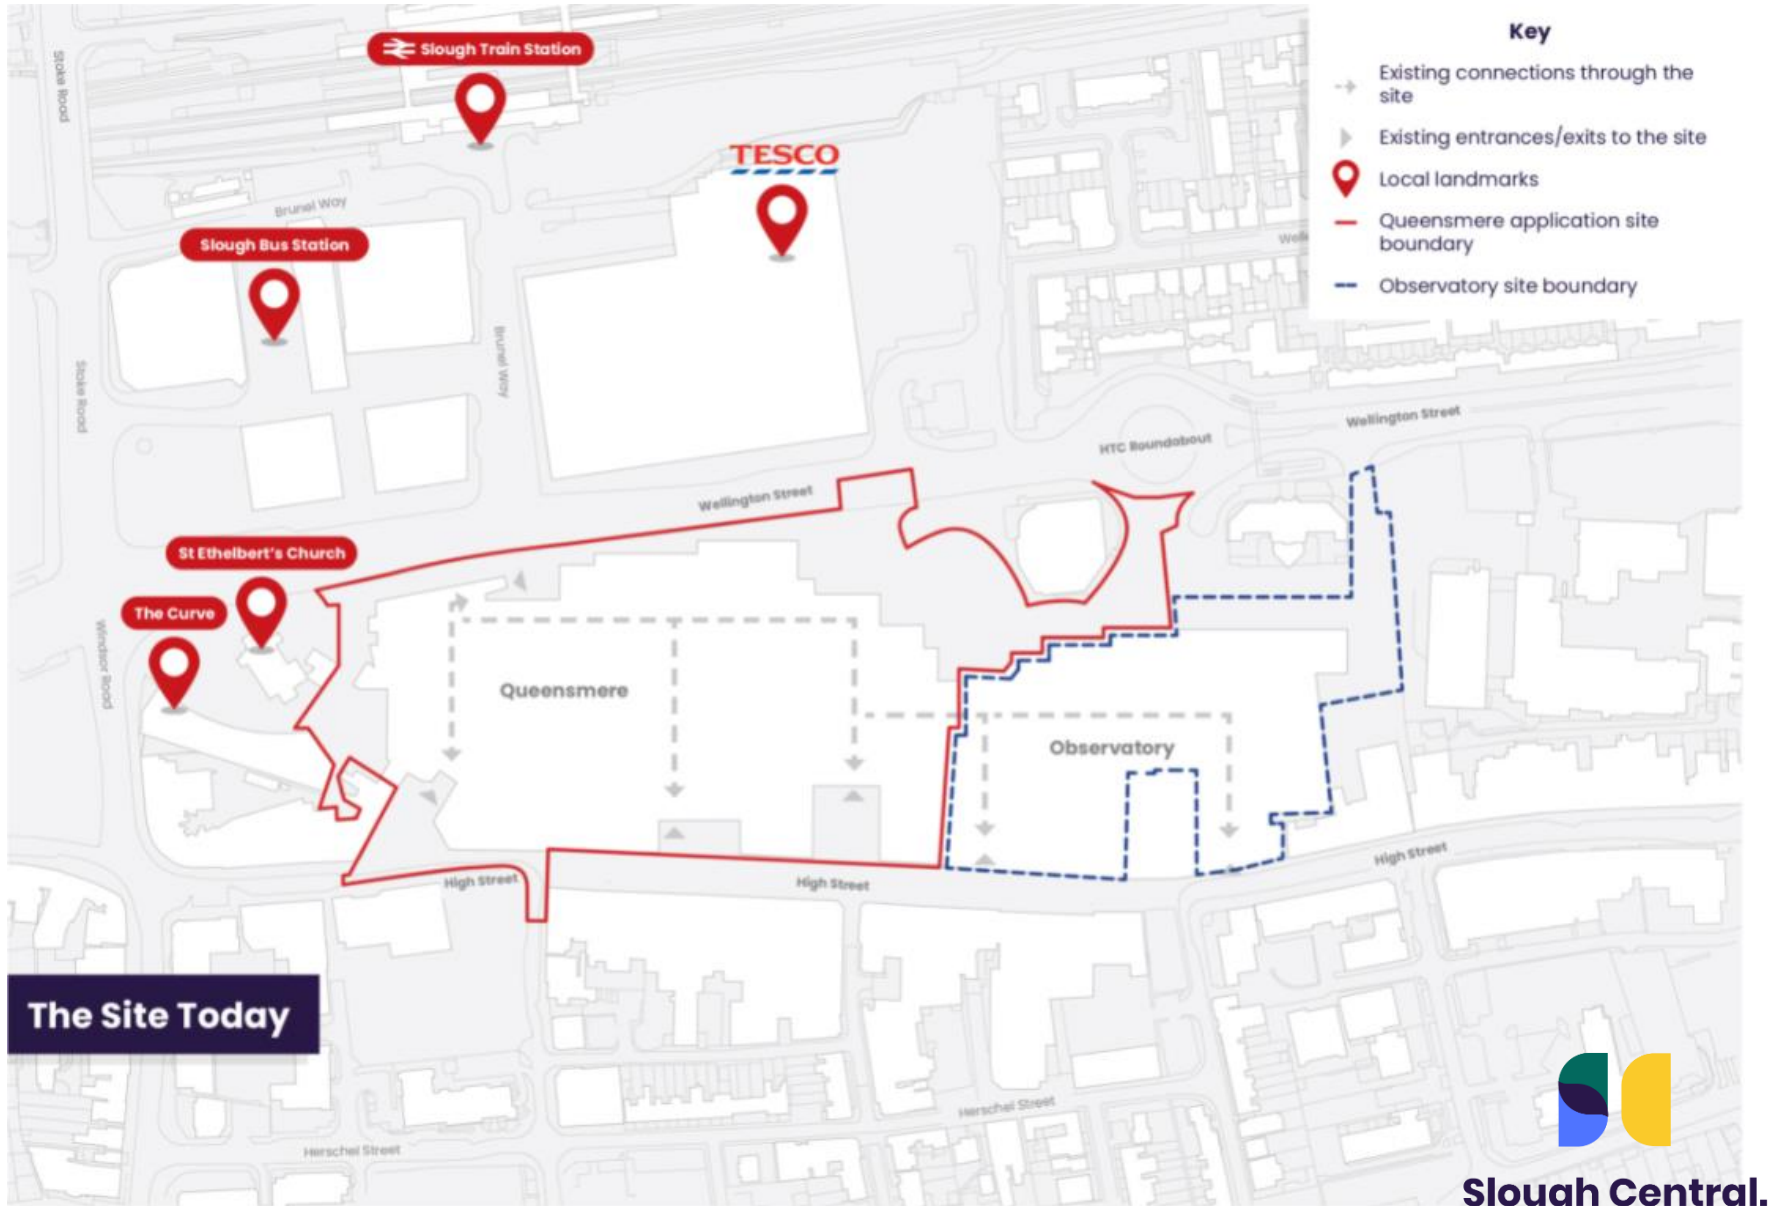 Key
Existing connections through the
site
Existing entrances/exits to the site
Local landmarks
Queensmere application site
boundary
Observatory site boundary
Slough Train Station
Stoke Road
TESCO
Brunel Way
Slough Bus Station
Brunel Way
Stoke Road
Wellington Street
HTC Roundabout
Wellington Street
St Ethelbert's Church
The Curve
Windsor Road
Queensmere
Observatory
High Street
High Street
High Street
The Site Today
Herschel Street
Herschel Street
Slough Central.